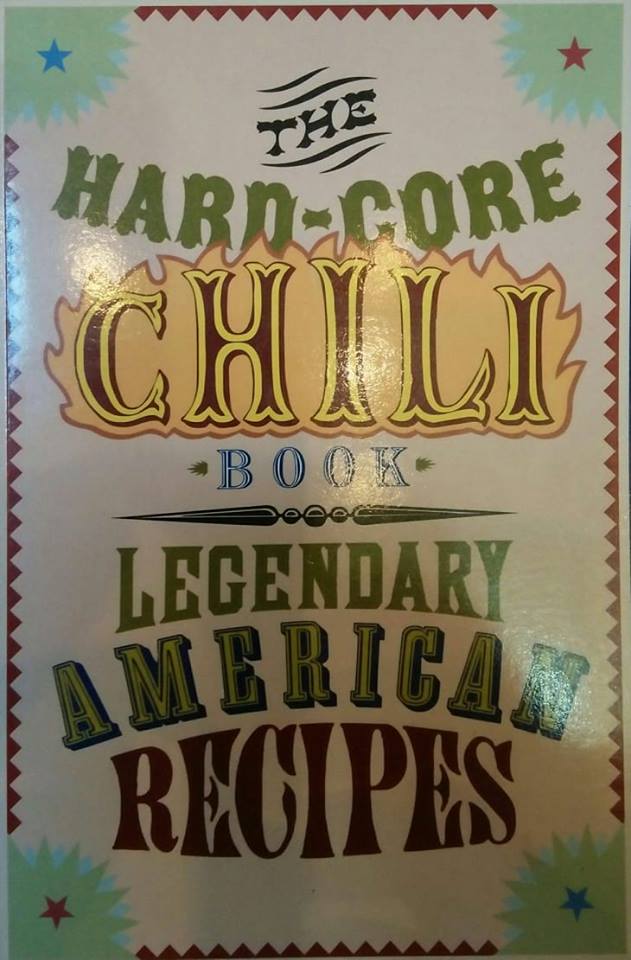 THE
HARD-CORE
CHILI
BOOK
LEGENDARY
AMERICAN
RECIPES